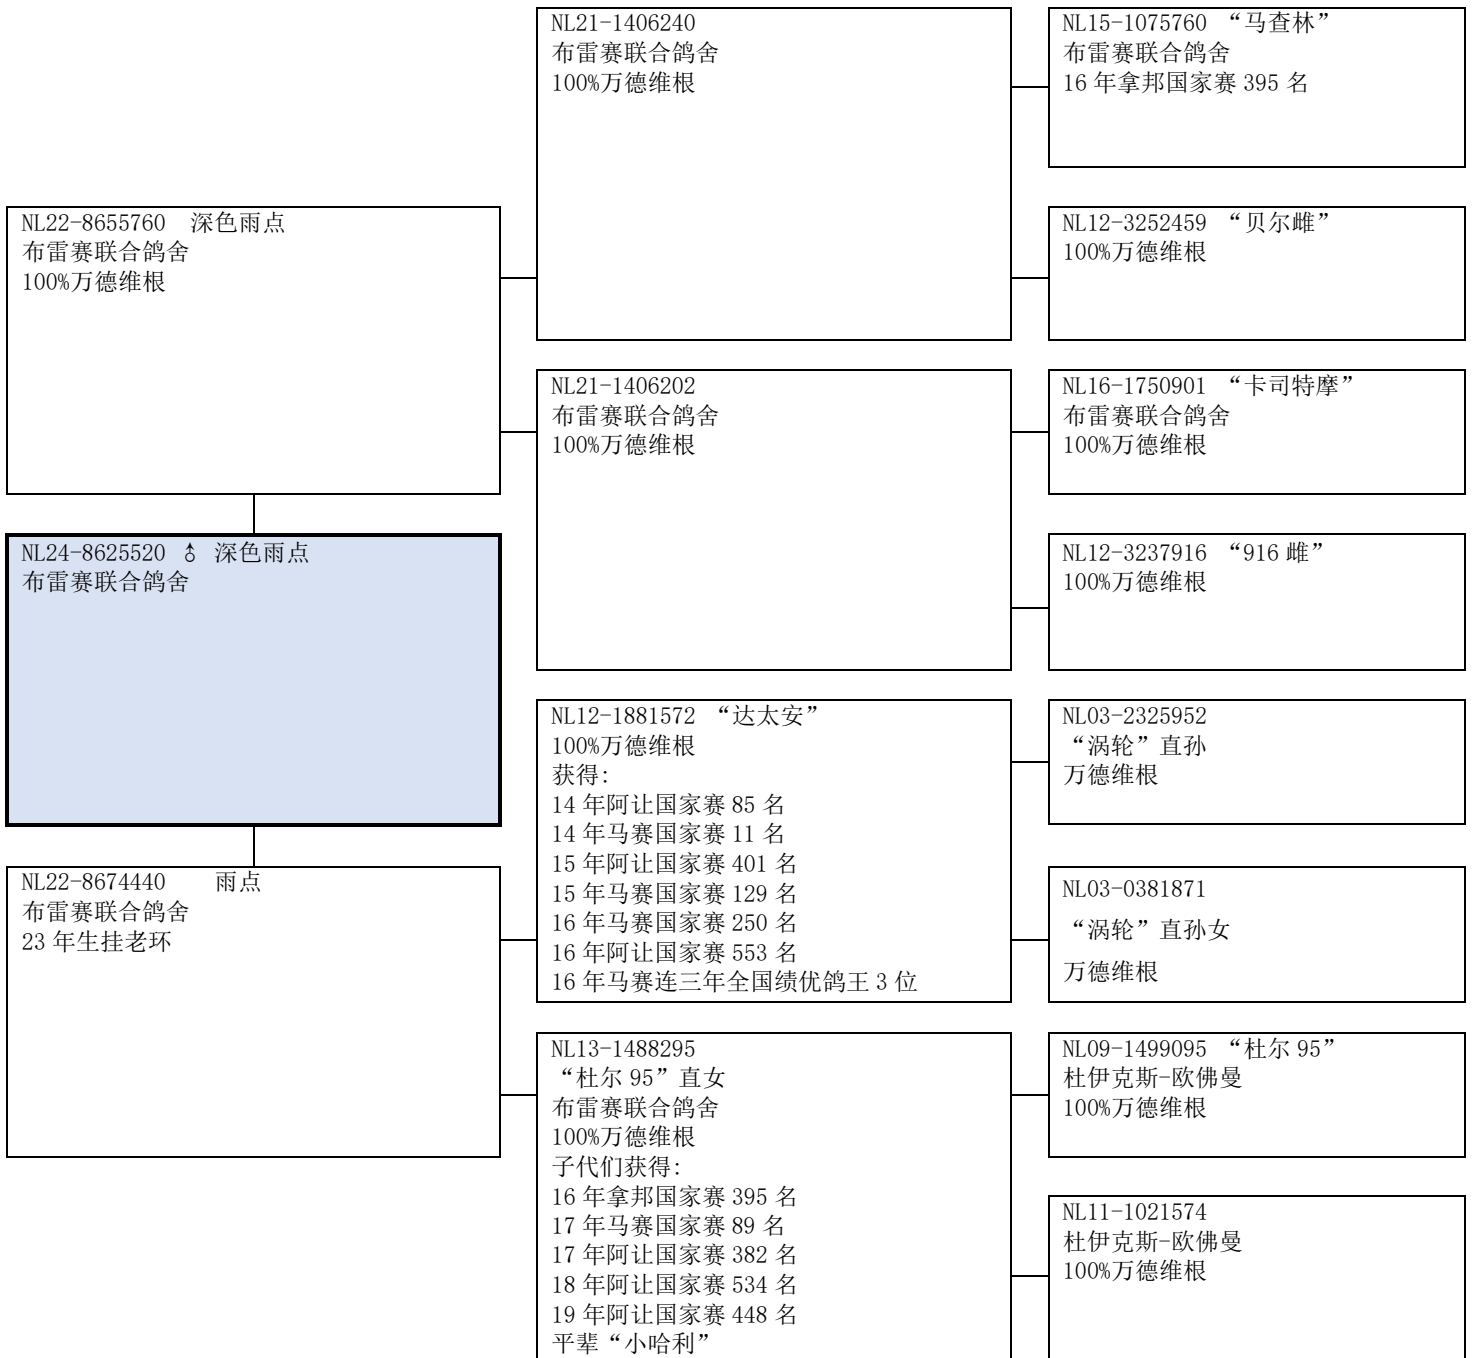 NL22-8655760 深色雨点
布雷赛联合鸽舍
100%万德维根
NL24-8625520 ♂ 深色雨点
布雷赛联合鸽舍
NL22-8674440 雨点
布雷赛联合鸽舍
23 年生挂老环
NL21-1406240
布雷赛联合鸽舍
100%万德维根
NL21-1406202
布雷赛联合鸽舍
100%万德维根
NL12-1881572 “达太安”
100%万德维根
获得:
14 年阿让国家赛 85 名
14 年马赛国家赛 11 名
15 年阿让国家赛 401 名
15 年马赛国家赛 129 名
16 年马赛国家赛 250 名
16 年阿让国家赛 553 名
16 年马赛连三年全国绩优鸽王 3 位
NL13-1488295
“杜尔 95”直女
布雷赛联合鸽舍
100%万德维根
子代们获得:
16 年拿邦国家赛 395 名
17 年马赛国家赛 89 名
17 年阿让国家赛 382 名
18 年阿让国家赛 534 名
19 年阿让国家赛 448 名
平辈“小哈利”
NL15-1075760 “马查林”
布雷赛联合鸽舍
16 年拿邦国家赛 395 名
NL12-3252459 “贝尔雌”
100%万德维根
NL16-1750901 “卡司特摩”
布雷赛联合鸽舍
100%万德维根
NL12-3237916 “916 雌”
100%万德维根
NL03-2325952
“涡轮”直孙
万德维根
NL03-0381871
“涡轮”直孙女
万德维根
NL09-1499095 “杜尔 95”
杜伊克斯-欧佛曼
100%万德维根
NL11-1021574
杜伊克斯-欧佛曼
100%万德维根